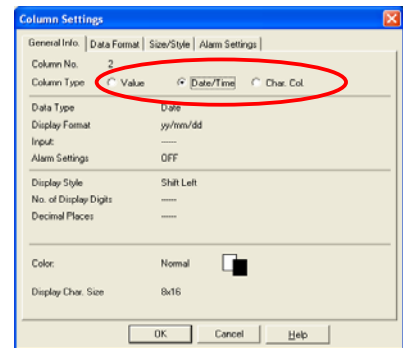 Column Settings
General Info. Data Format Size/Style Alarm Settings
Column No. 2
Column Type Value Date/Time Char. Col.
Data Type Date
Display Format yy/mm/dd
Input: -----
Alarm Settings OFF
Display Style Shift Left
No. of Display Digits -----
Decimal Places -----
Color: Normal
Display Char. Size 8x16
OK Cancel Help